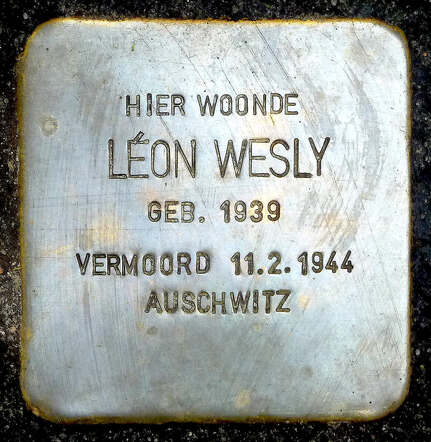 HIER WOONDE
LÉON WESLY
GEB. 1939
VERMOORD 11.2.1944
AUSCHWITZ